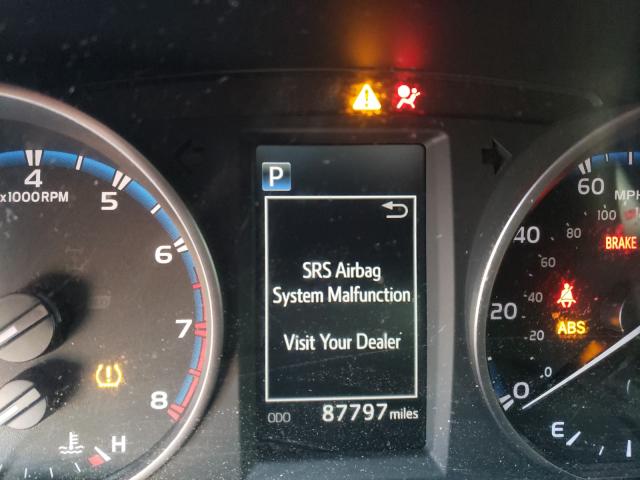 P
SRS Airbag
System Malfunction
Visit Your Dealer
ODO 87797 miles
4
5
6
7
8
x1000RPM
H
60
MPH
100
80
40
60
BRAKE
40
20
20
ABS
0
0
E